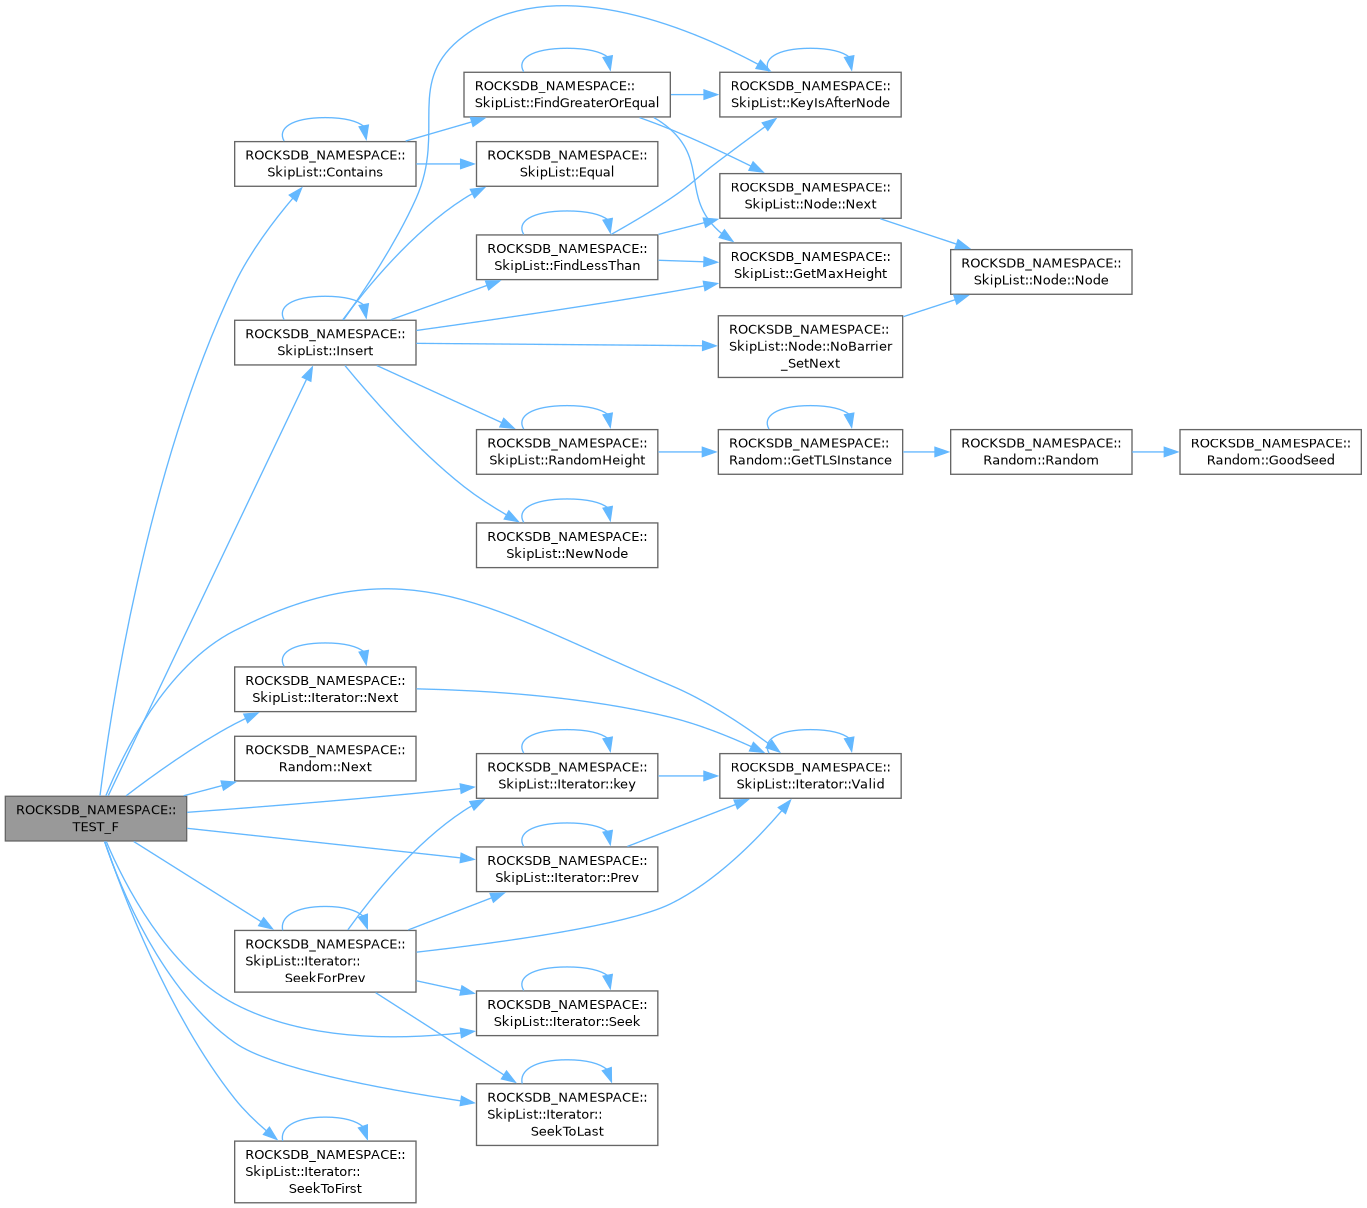 ROCKSDB_NAMESPACE::
TEST_F
ROCKSDB_NAMESPACE::
SkipList::Contains
ROCKSDB_NAMESPACE::
SkipList::FindGreaterOrEqual
ROCKSDB_NAMESPACE::
SkipList::KeyIsAfterNode
ROCKSDB_NAMESPACE::
SkipList::Equal
ROCKSDB_NAMESPACE::
SkipList::Node::Next
ROCKSDB_NAMESPACE::
SkipList::FindLessThan
ROCKSDB_NAMESPACE::
SkipList::GetMaxHeight
ROCKSDB_NAMESPACE::
SkipList::Node::Node
ROCKSDB_NAMESPACE::
SkipList::Insert
ROCKSDB_NAMESPACE::
SkipList::Node::NoBarrier
_SetNext
ROCKSDB_NAMESPACE::
SkipList::RandomHeight
ROCKSDB_NAMESPACE::
Random::GetTLSInstance
ROCKSDB_NAMESPACE::
Random::Random
ROCKSDB_NAMESPACE::
Random::GoodSeed
ROCKSDB_NAMESPACE::
SkipList::NewNode
ROCKSDB_NAMESPACE::
SkipList::Iterator::Next
ROCKSDB_NAMESPACE::
Random::Next
ROCKSDB_NAMESPACE::
SkipList::Iterator::key
ROCKSDB_NAMESPACE::
SkipList::Iterator::Valid
ROCKSDB_NAMESPACE::
SkipList::Iterator::Prev
ROCKSDB_NAMESPACE::
SkipList::Iterator::
SeekForPrev
ROCKSDB_NAMESPACE::
SkipList::Iterator::Seek
ROCKSDB_NAMESPACE::
SkipList::Iterator::
SeekToLast
ROCKSDB_NAMESPACE::
SkipList::Iterator::
SeekToFirst